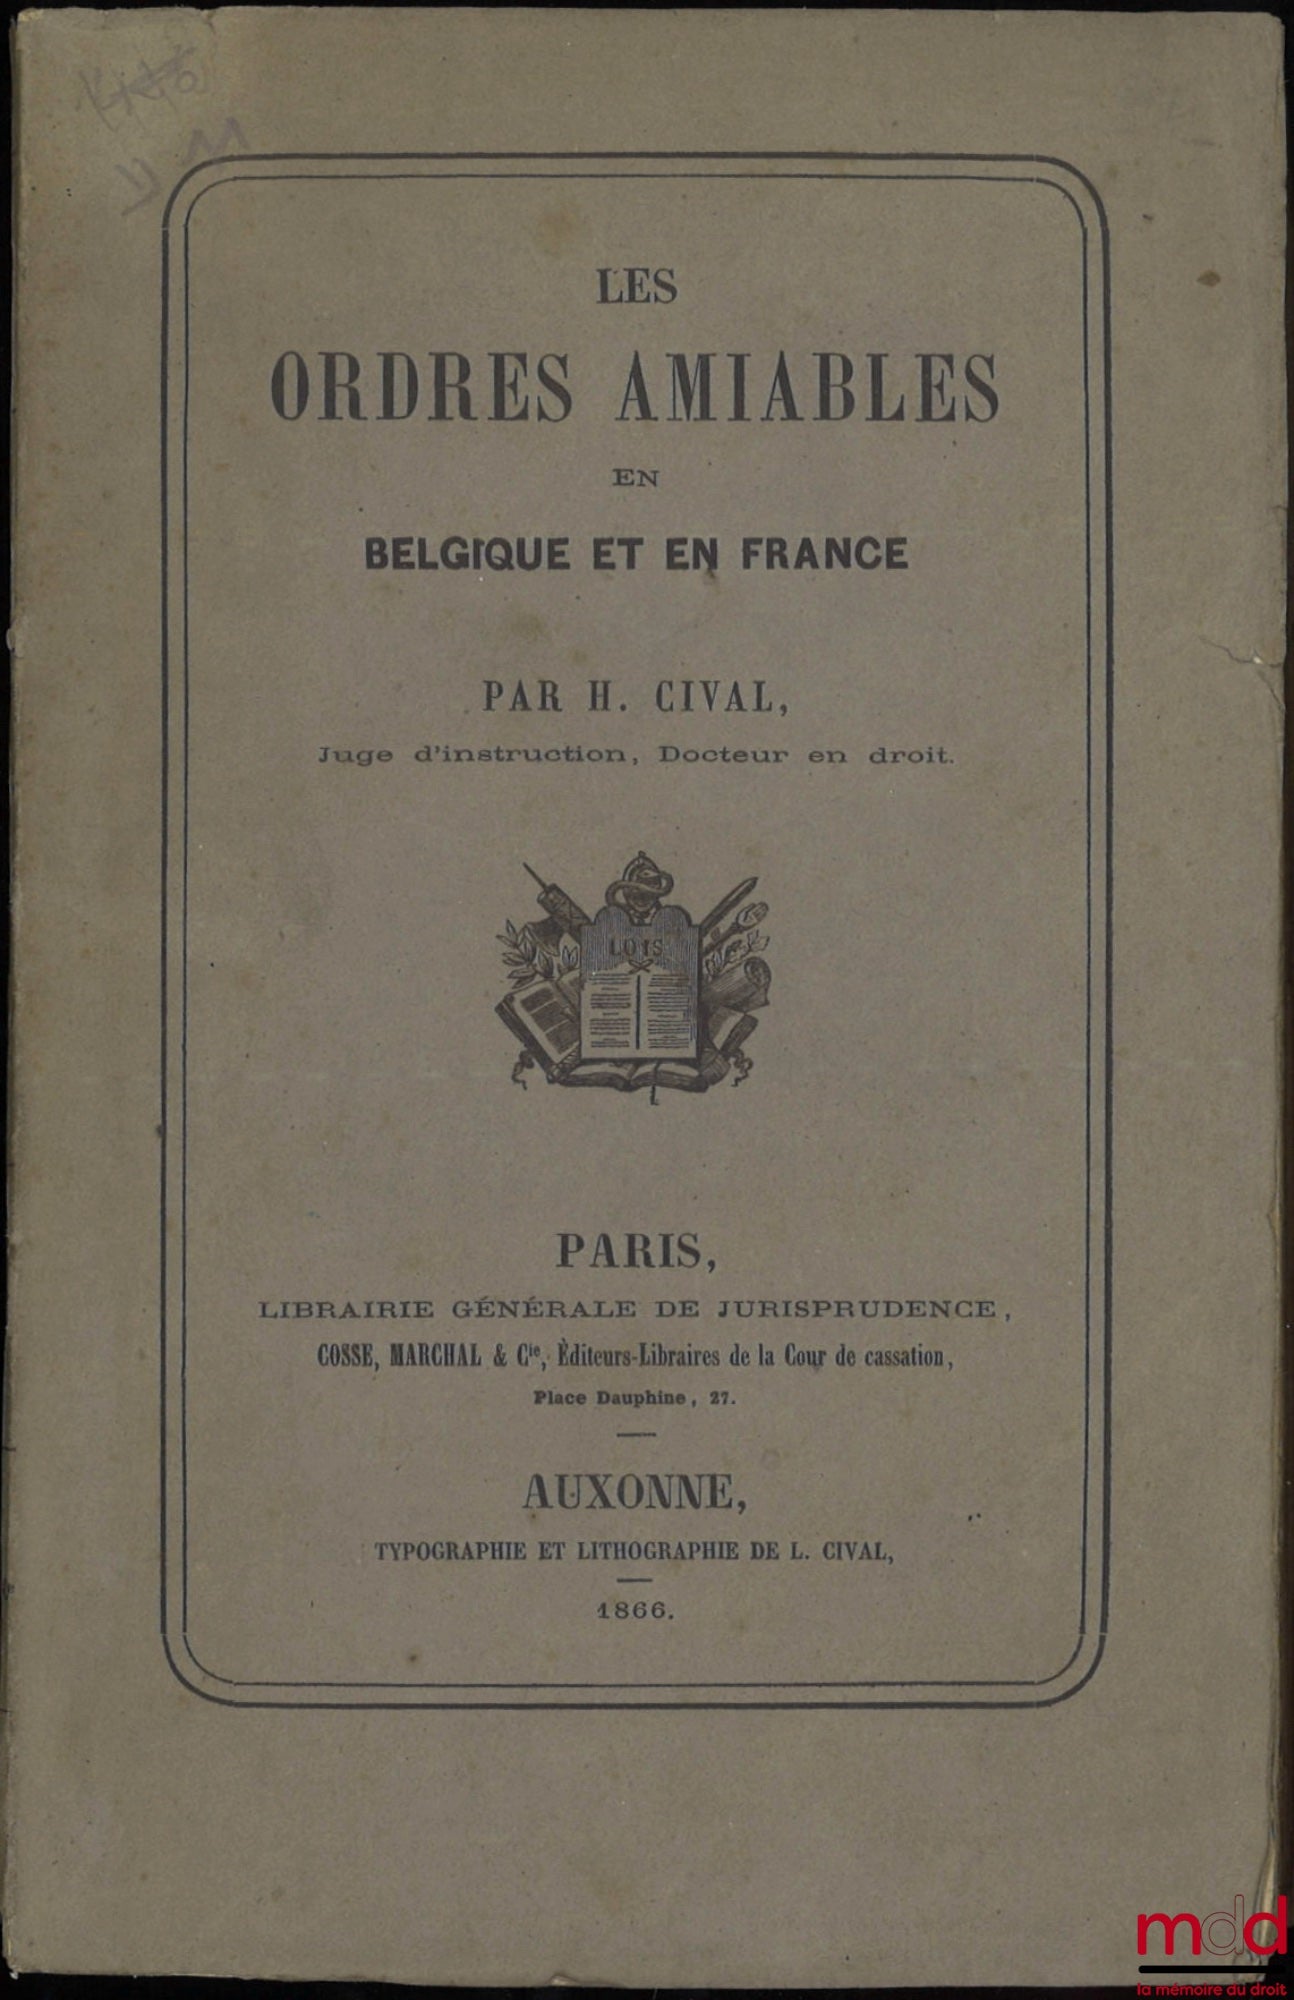 LES
ORDRES AMIABLES
EN
BELGIQUE ET EN FRANCE
PAR H. CIVAL,
Juge d'instruction, Docteur en droit.
LOIS
PARIS,
LIBRAIRIE GÉNÉRALE DE JURISPRUDENCE,
COSSE, MARCHAL & Cie, Èditeurs-Libraires de la Cour de cassation,
Place Dauphine, 27.
AUXONNE,
TYPOGRAPHIE ET LITHOGRAPHIE DE L. CIVAL,
1866.
mdd
la mémoire du droit